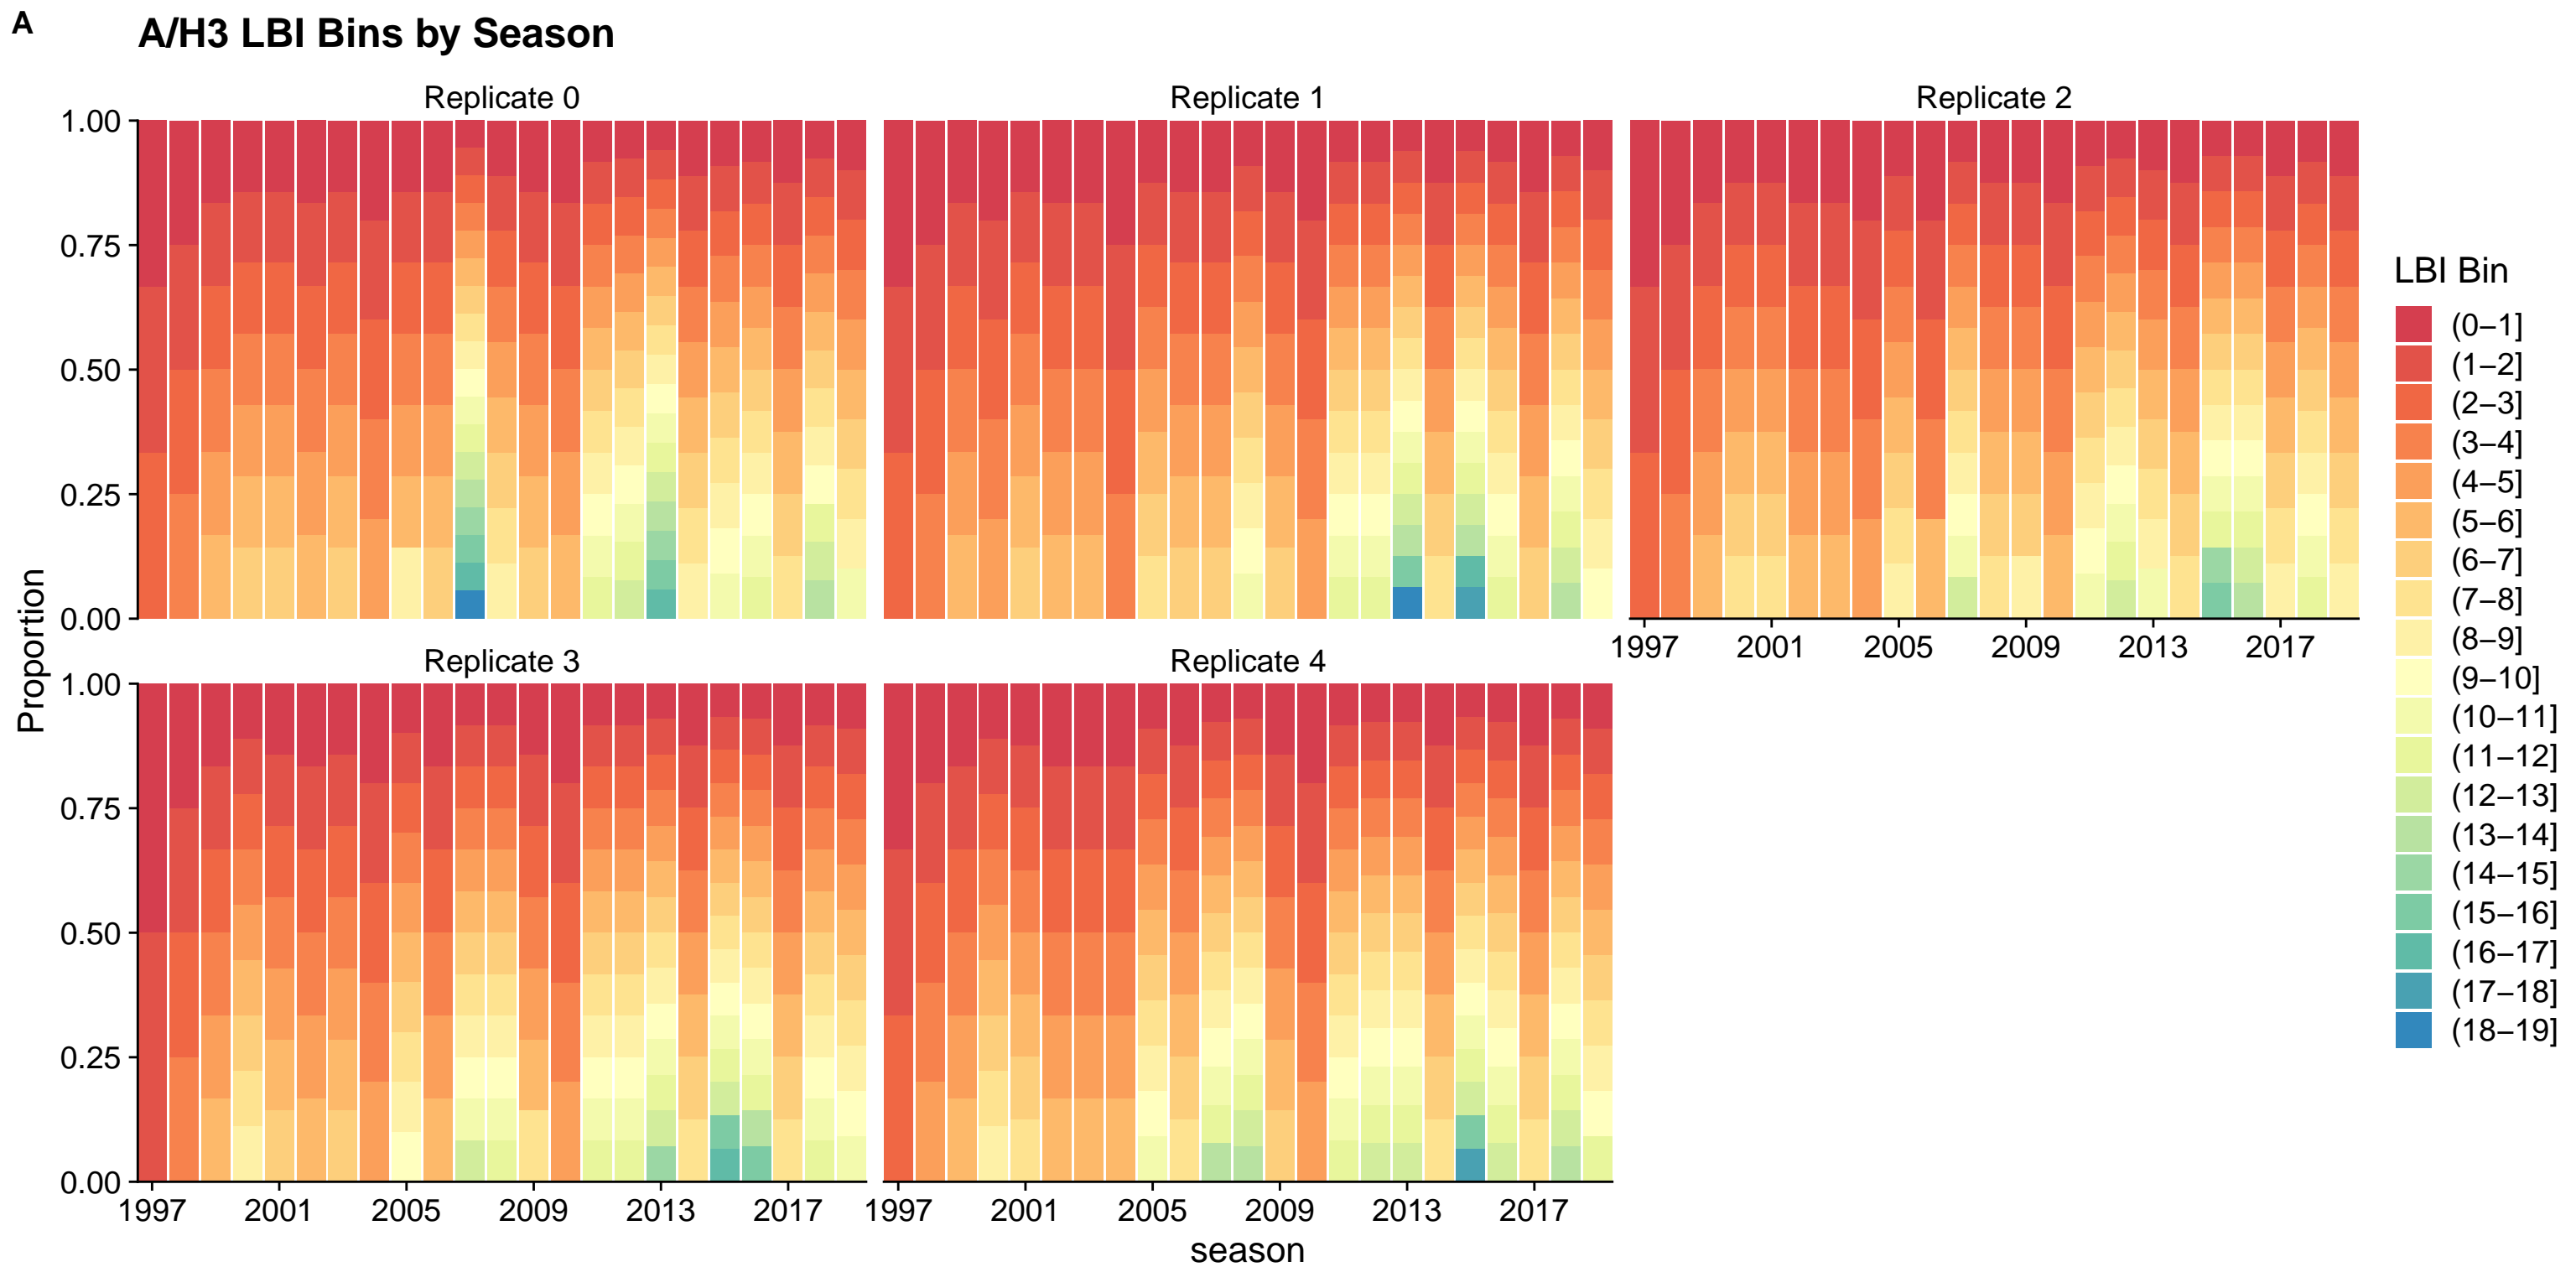 A
A/H3 LBI Bins by Season
Replicate 0
Replicate 1
Replicate 2
1.00
0.75
0.50
0.25
0.00
1997 2001 2005 2009 2013 2017
Proportion
Replicate 3
Replicate 4
1.00
0.75
0.50
0.25
0.00
1997 2001 2005 2009 2013 2017
1997 2001 2005 2009 2013 2017
season
LBI Bin
(0–1]
(1–2]
(2–3]
(3–4]
(4–5]
(5–6]
(6–7]
(7–8]
(8–9]
(9–10]
(10–11]
(11–12]
(12–13]
(13–14]
(14–15]
(15–16]
(16–17]
(17–18]
(18–19]